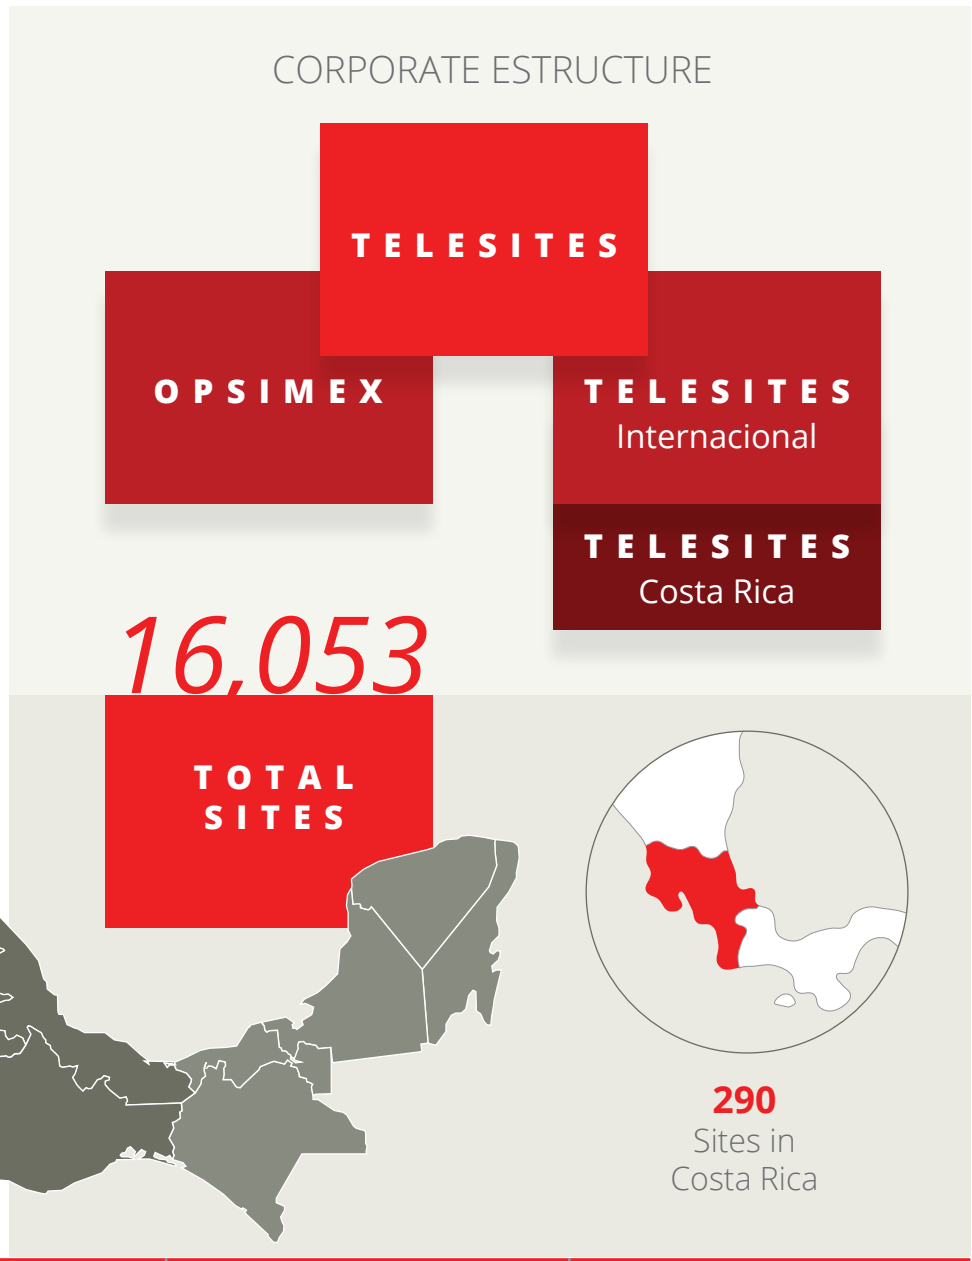 CORPORATE ESTRUCTURE
TELESITES
OPSIMEX
TELESITES
Internacional
TELESITES
Costa Rica
16,053
TOTAL
SITES
290
Sites in
Costa Rica